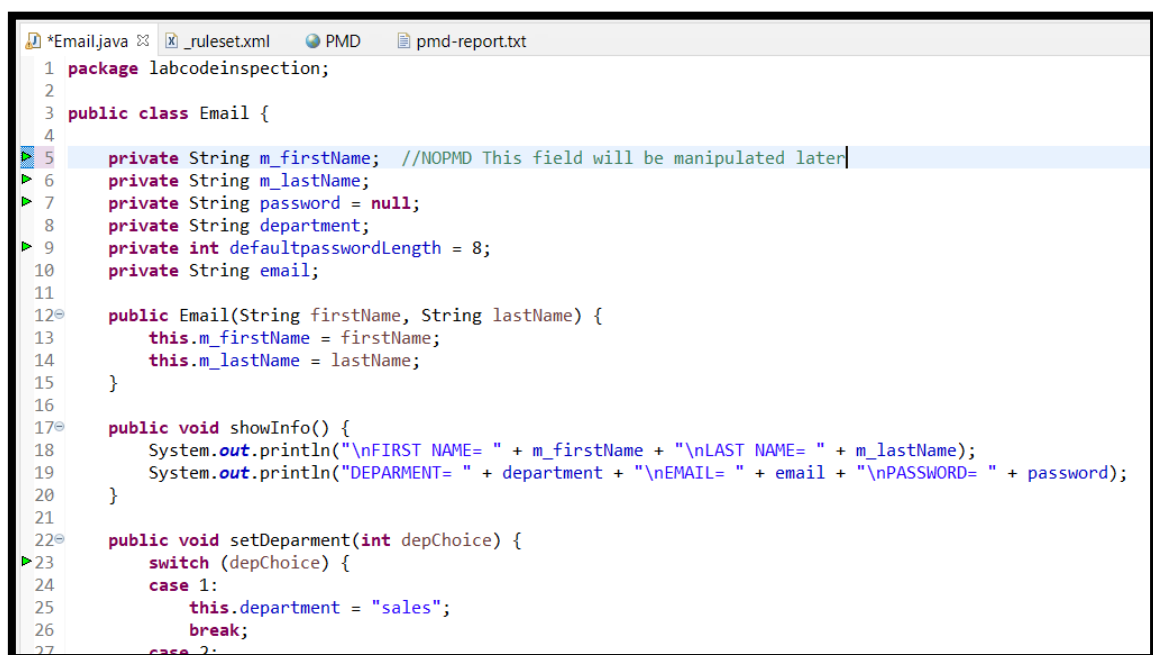 *Email.java _ruleset.xml PMD pmd-report.txt
1 package labcodeinspection;
2
3 public class Email {
4
5 private String m_firstName; //NOPMD This field will be manipulated later
6 private String m_lastName;
7 private String password = null;
8 private String department;
9 private int defaultpasswordLength = 8;
10 private String email;
11
12 public Email(String firstName, String lastName) {
13 this.m_firstName = firstName;
14 this.m_lastName = lastName;
15 }
16
17 public void showInfo() {
18 System.out.println("\nFIRST NAME= " + m_firstName + "\nLAST NAME= " + m_lastName);
19 System.out.println("DEPARMENT= " + department + "\nEMAIL= " + email + "\nPASSWORD= " + password);
20 }
21
22 public void setDeparment(int depChoice) {
23 switch (depChoice) {
24 case 1:
25 this.department = "sales";
26 break;
27 case 2: